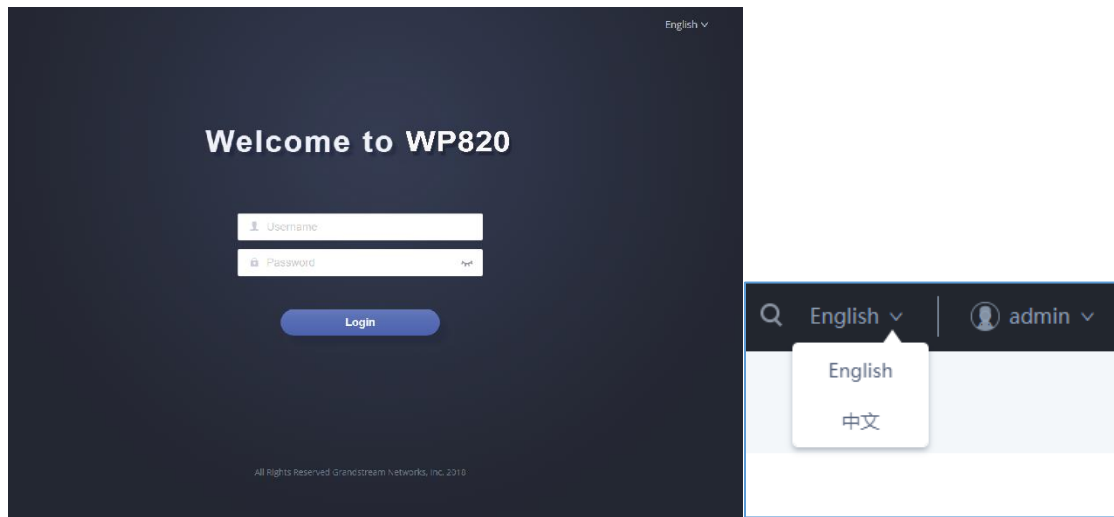 English
Welcome to WP820
Username
Password
Login
All Rights Reserved Grandstream Networks, Inc. 2018
English
admin
English
中文